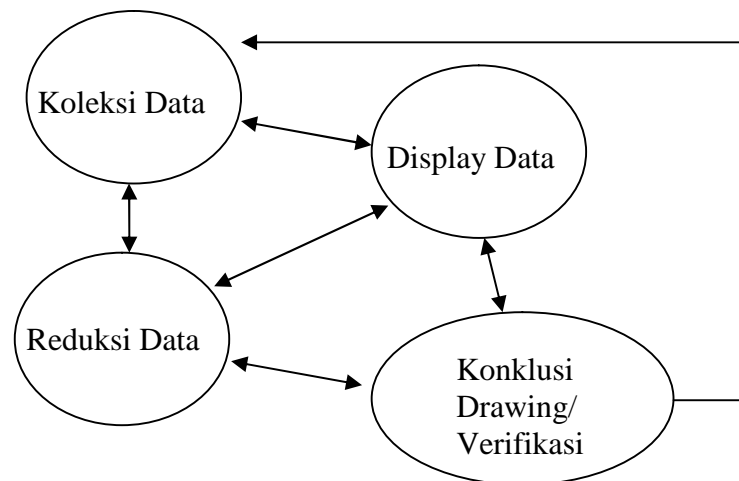 Koleksi Data
Display Data
Reduksi Data
Konklusi
Drawing/
Verifikasi